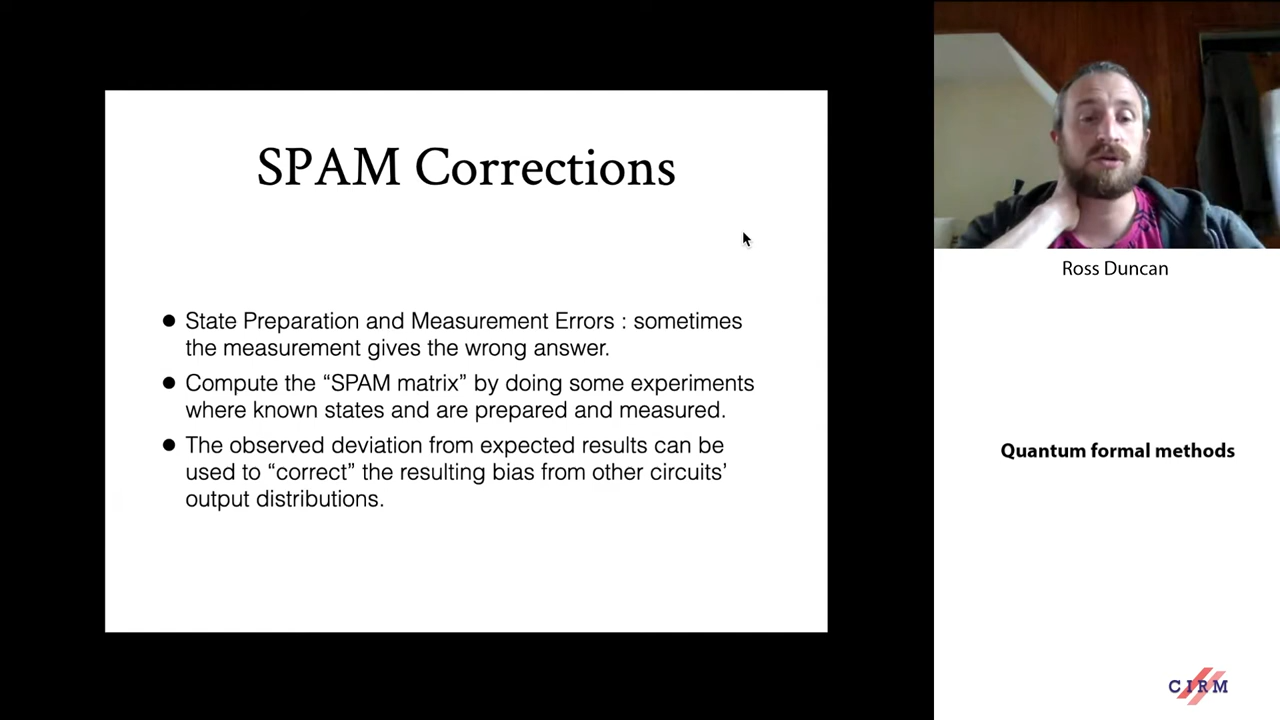 SPAM Corrections
● State Preparation and Measurement Errors : sometimes
the measurement gives the wrong answer.
● Compute the “SPAM matrix” by doing some experiments
where known states and are prepared and measured.
● The observed deviation from expected results can be
used to “correct” the resulting bias from other circuits’
output distributions.
Ross Duncan
Quantum formal methods
CIRM